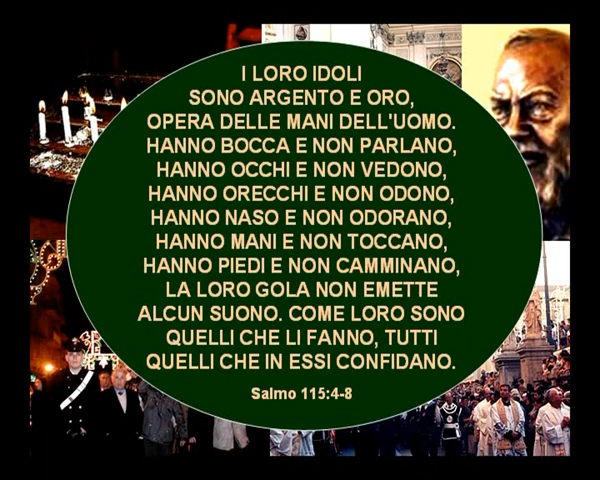 I LORO IDOLI
SONO ARGENTO E ORO,
OPERA DELLE MANI DELL'UOMO.
HANNO BOCCA E NON PARLANO,
HANNO OCCHI E NON VEDONO,
HANNO ORECCHI E NON ODONO,
HANNO NASO E NON ODORANO,
HANNO MANI E NON TOCCANO,
HANNO PIEDI E NON CAMMINANO,
LA LORO GOLA NON EMETTE
ALCUN SUONO. COME LORO SONO
QUELLI CHE LI FANNO, TUTTI
QUELLI CHE IN ESSI CONFIDANO.
Salmo 115:4-8